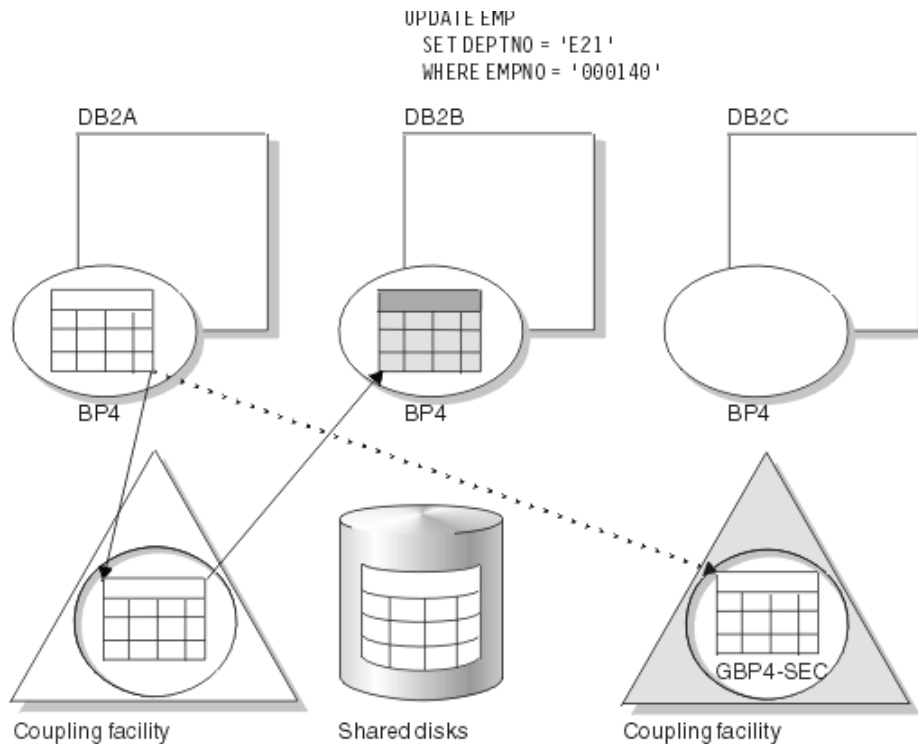 UPDATE EMP
SET DEPTNO = 'E21'
WHERE EMPNO = '000140'
DB2A
DB2B
DB2C
BP4
BP4
BP4
GBP4-SEC
Coupling facility
Shared disks
Coupling facility